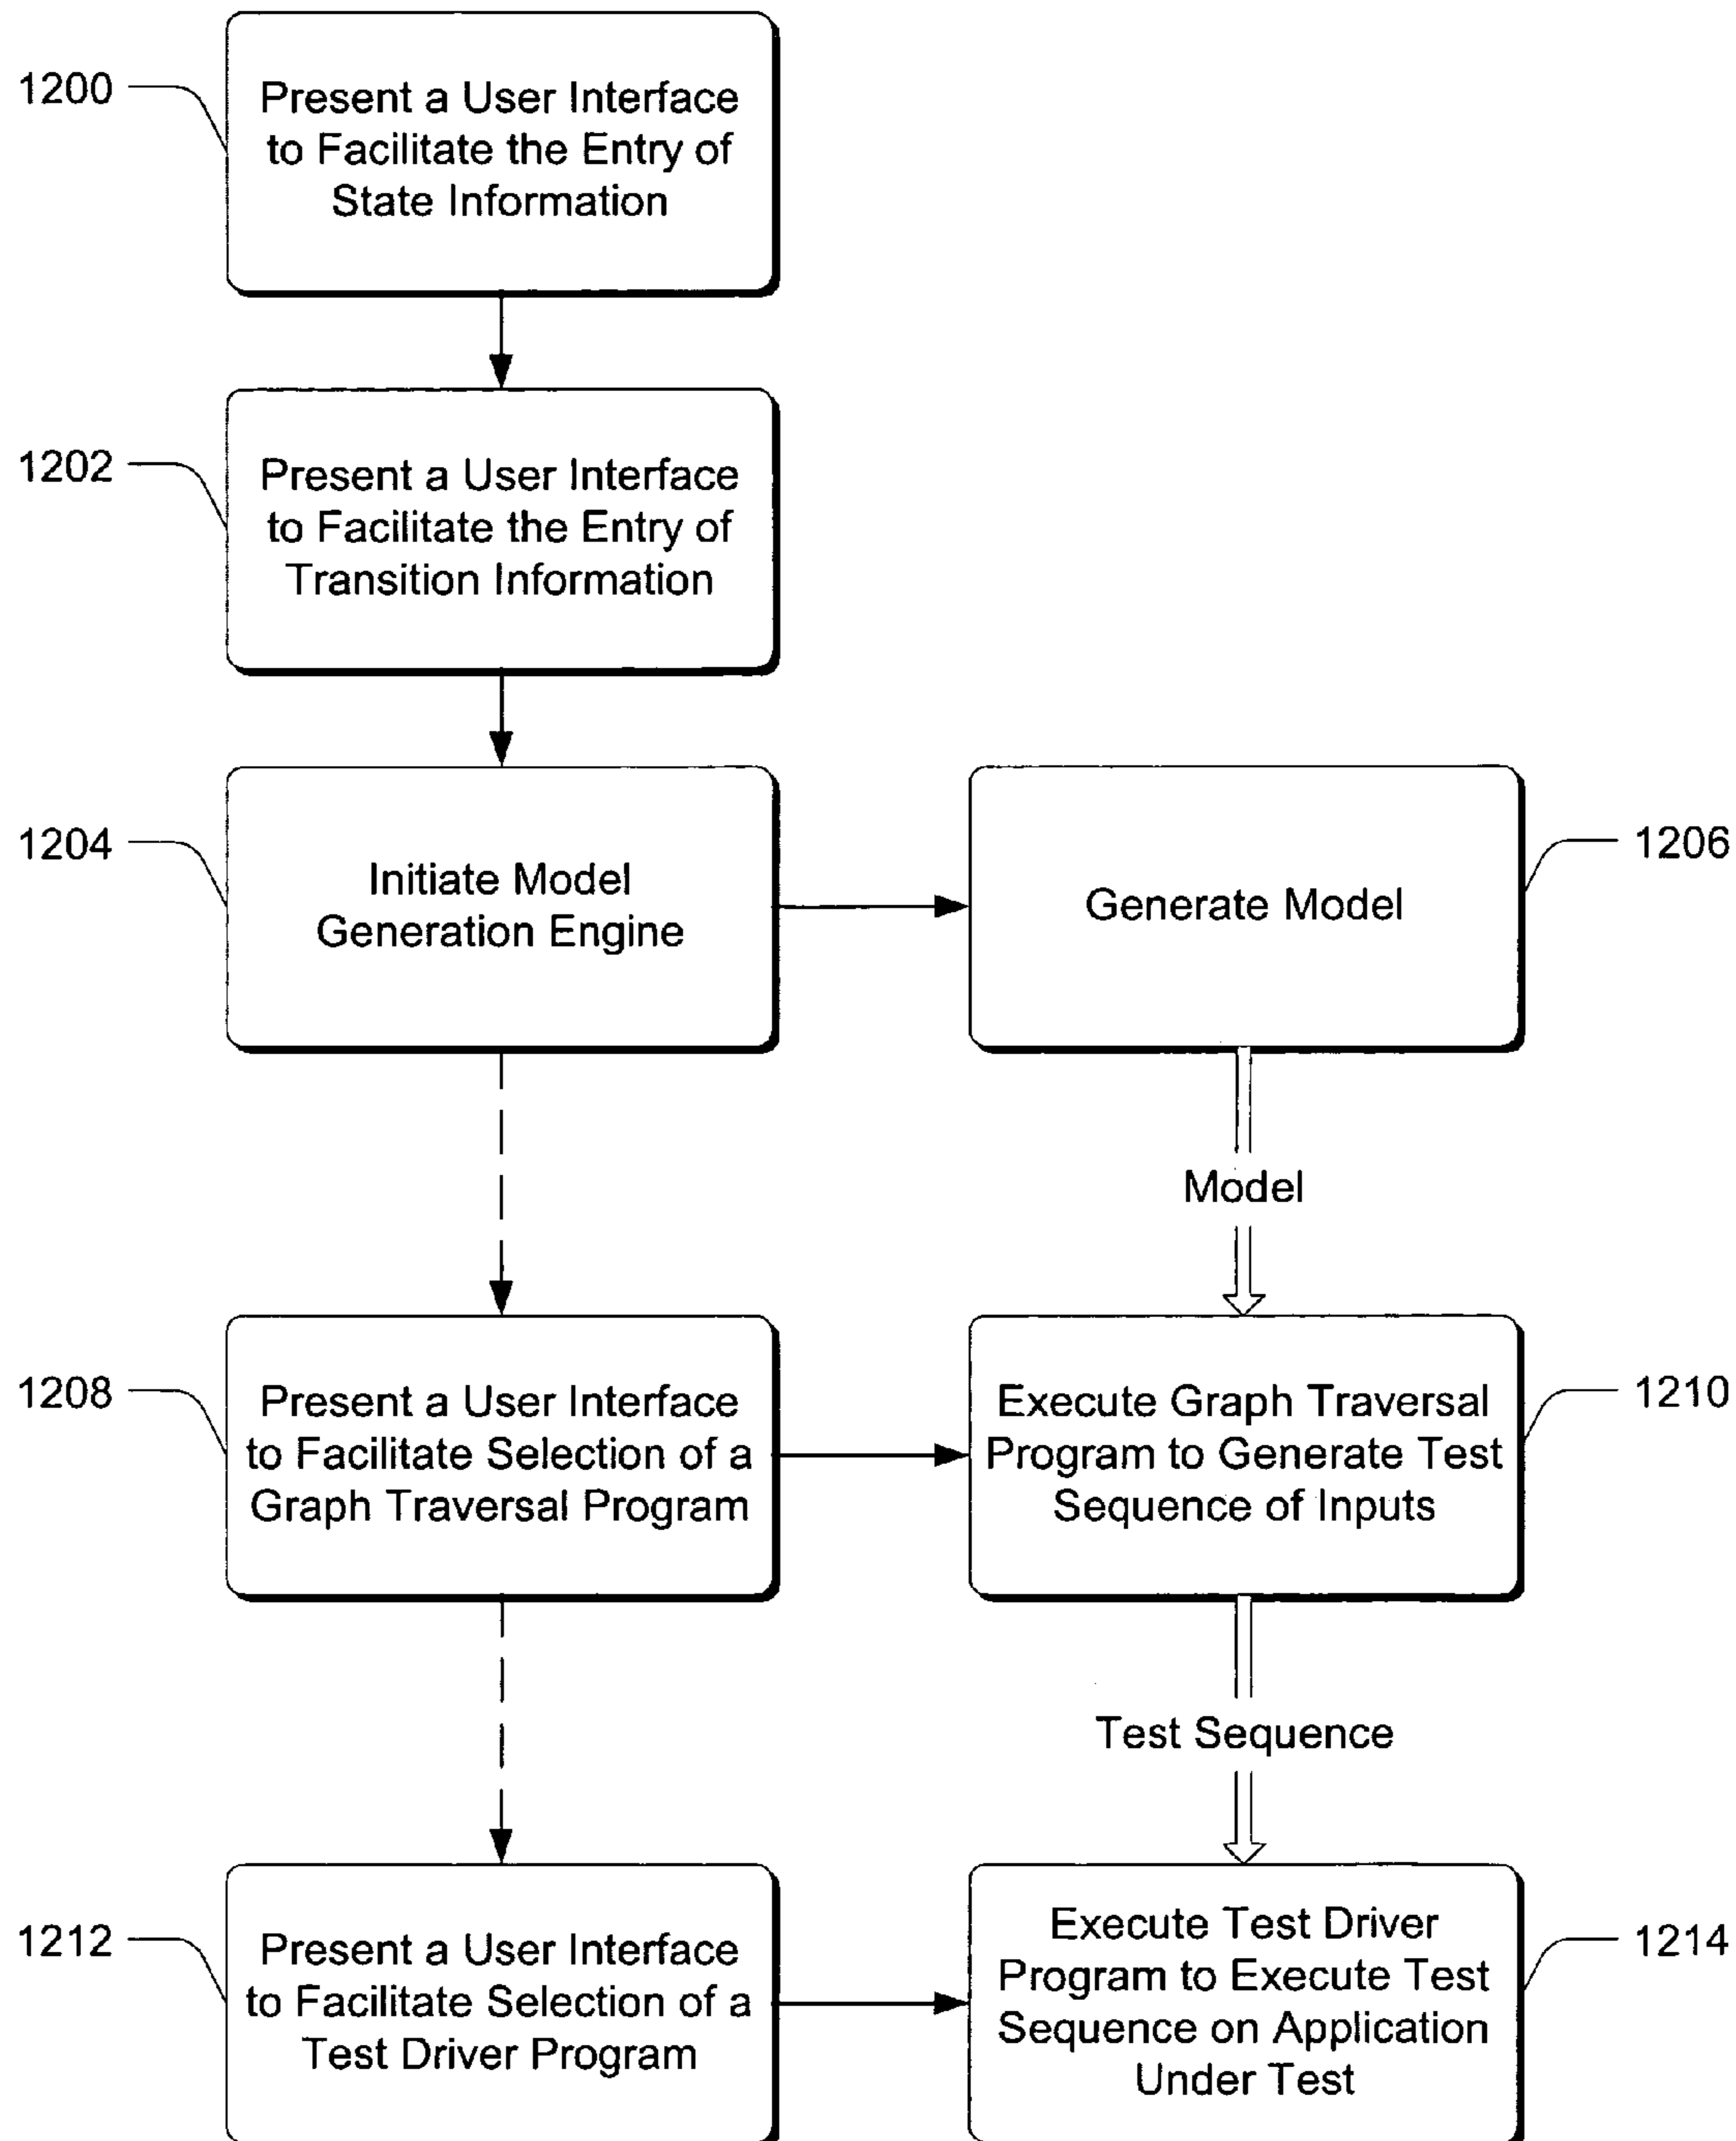 1200
Present a User Interface
to Facilitate the Entry of
State Information
1202
Present a User Interface
to Facilitate the Entry of
Transition Information
1204
Initiate Model
Generation Engine
Generate Model
1206
Model
1208
Present a User Interface
to Facilitate Selection of a
Graph Traversal Program
Execute Graph Traversal
Program to Generate Test
Sequence of Inputs
1210
Test Sequence
1212
Present a User Interface
to Facilitate Selection of a
Test Driver Program
Execute Test Driver
Program to Execute Test
Sequence on Application
Under Test
1214